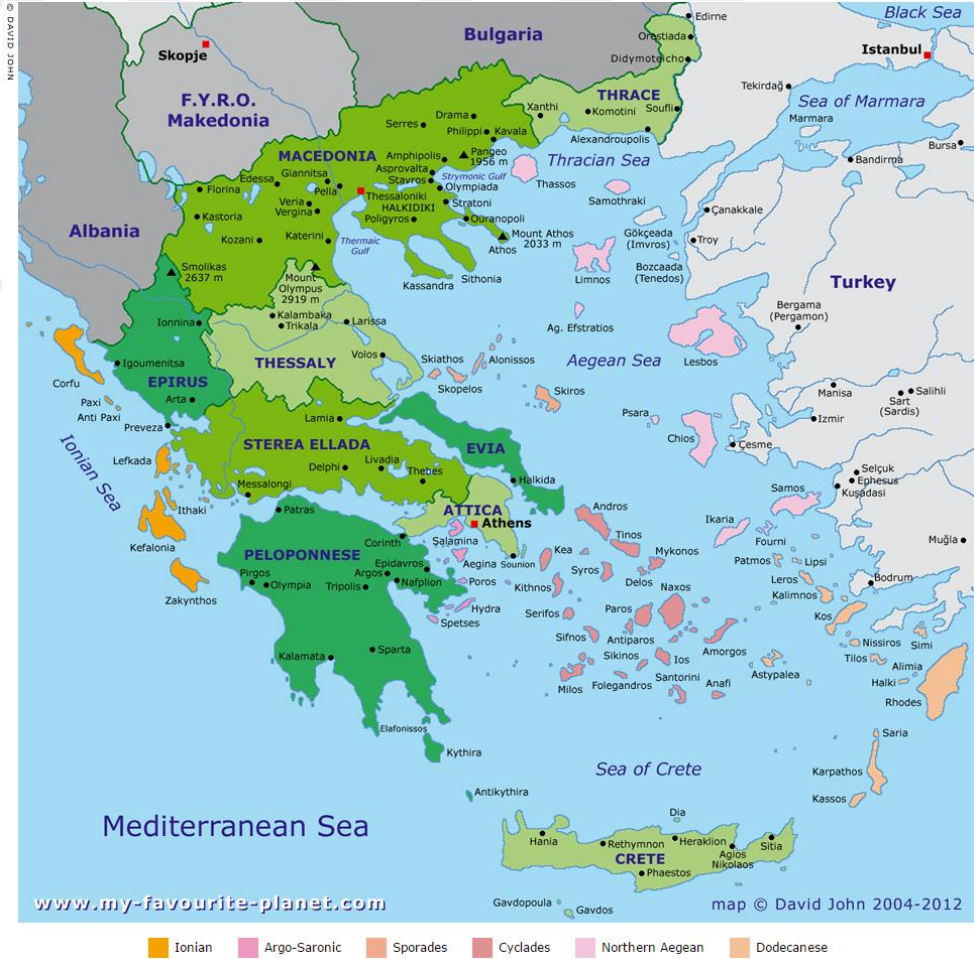 © DAVID JOHN
Black Sea
Edirne
Bulgaria
Orestiada
Istanbul
Skopje
Didymoteicho
Tekirdağ
THRACE
Sea of Marmara
F.Y.R.O.
Makedonia
Xanthi
Komotini
Soufli
Marmara
Drama
Serres
Philippi
Kavala
Alexandroupolis
Bursa
MACEDONIA
Amphipolis
Pangeo
1956 m
Thracian Sea
Bandirma
Giannitsa
Asprovalta
Strymonic Gulf
Edessa
Stavros
Thassos
Florina
Pella
Olympiada
Thessaloniki
Samothraki
Veria
HALKIDIKI
Stratoni
Vergina
Çanakkale
Kastoria
Poligyros
Ouranopoli
Albania
Kozani
Katerini
Thermaic
Gulf
Mount Athos
2033 m
Gökçeada
(Imvros)
Troy
Athos
Smolikas
2637 m
Bozcaada
(Tenedos)
Mount
Olympus
2919 m
Sithonia
Limnos
Kassandra
Turkey
Bergama
(Pergamon)
Ionnina
Kalambaka
Trikala
Larissa
Ag. Efstratios
Volos
Skiathos
Alonissos
Aegean Sea
Lesbos
Igoumenitsa
THESSALY
Corfu
EPIRUS
Skopelos
Skiros
Manisa
Salihli
Paxi
Arta
Sart
(Sardis)
Anti Paxi
Lamia
Psara
Izmir
Preveza
Ionian Sea
STEREA ELLADA
EVIA
Chios
Çeşme
Lefkada
Delphi
Livadia
Thebes
Selçuk
Messalongi
Halkida
Ephesus
Samos
Kuşadasi
Ithaki
Patras
ATTICA
Andros
Athens
Ikaria
Kefalonia
Corinth
Salamina
Tinos
Fourni
Muğla
PELOPONNESE
Kea
Mykonos
Patmos
Lipsi
Epidavros
Aegina
Sounion
Pirgos
Argos
Syros
Leros
Bodrum
Olympia
Tripolis
Nafplion
Poros
Kithnos
Delos
Naxos
Kalimnos
Zakynthos
Hydra
Serifos
Paros
Kos
Spetses
Sifnos
Antiparos
Nissiros
Simi
Sparta
Sikinos
Ios
Amorgos
Tilos
Alimia
Kalamata
Santorini
Astypalea
Halki
Milos
Folegandros
Anafi
Rhodes
Elafonissos
Saria
Kythira
Sea of Crete
Karpathos
Antikythira
Kassos
Dia
Mediterranean Sea
Hania
Rethymnon
Heraklion
Sitia
CRETE
Agios
Nikolaos
Phaestos
www.my-favourite-planet.com
Gavdopoula
Gavdos
map © David John 2004-2012
Ionian
Argo-Saronic
Sporades
Cyclades
Northern Aegean
Dodecanese